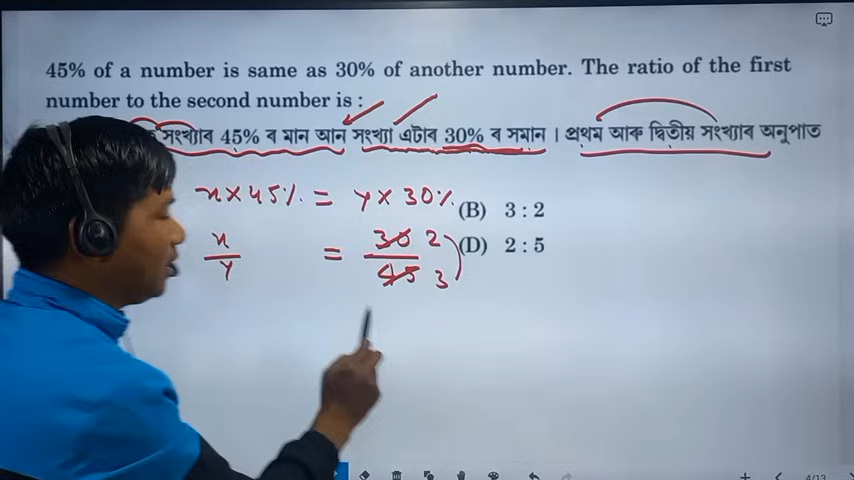 45% of a number is same as 30% of another number. The ratio of the first
number to the second number is :
সংখ্যাৰ 45% ৰ মান আন সংখ্যা এটাৰ 30% ৰ সমান । প্ৰথম আৰু দ্বিতীয় সংখ্যাৰ অনুপাত
x × 45% = y × 30%
(B) 3 : 2
x/y = 30/45 2/3
(D) 2 : 5
4/13